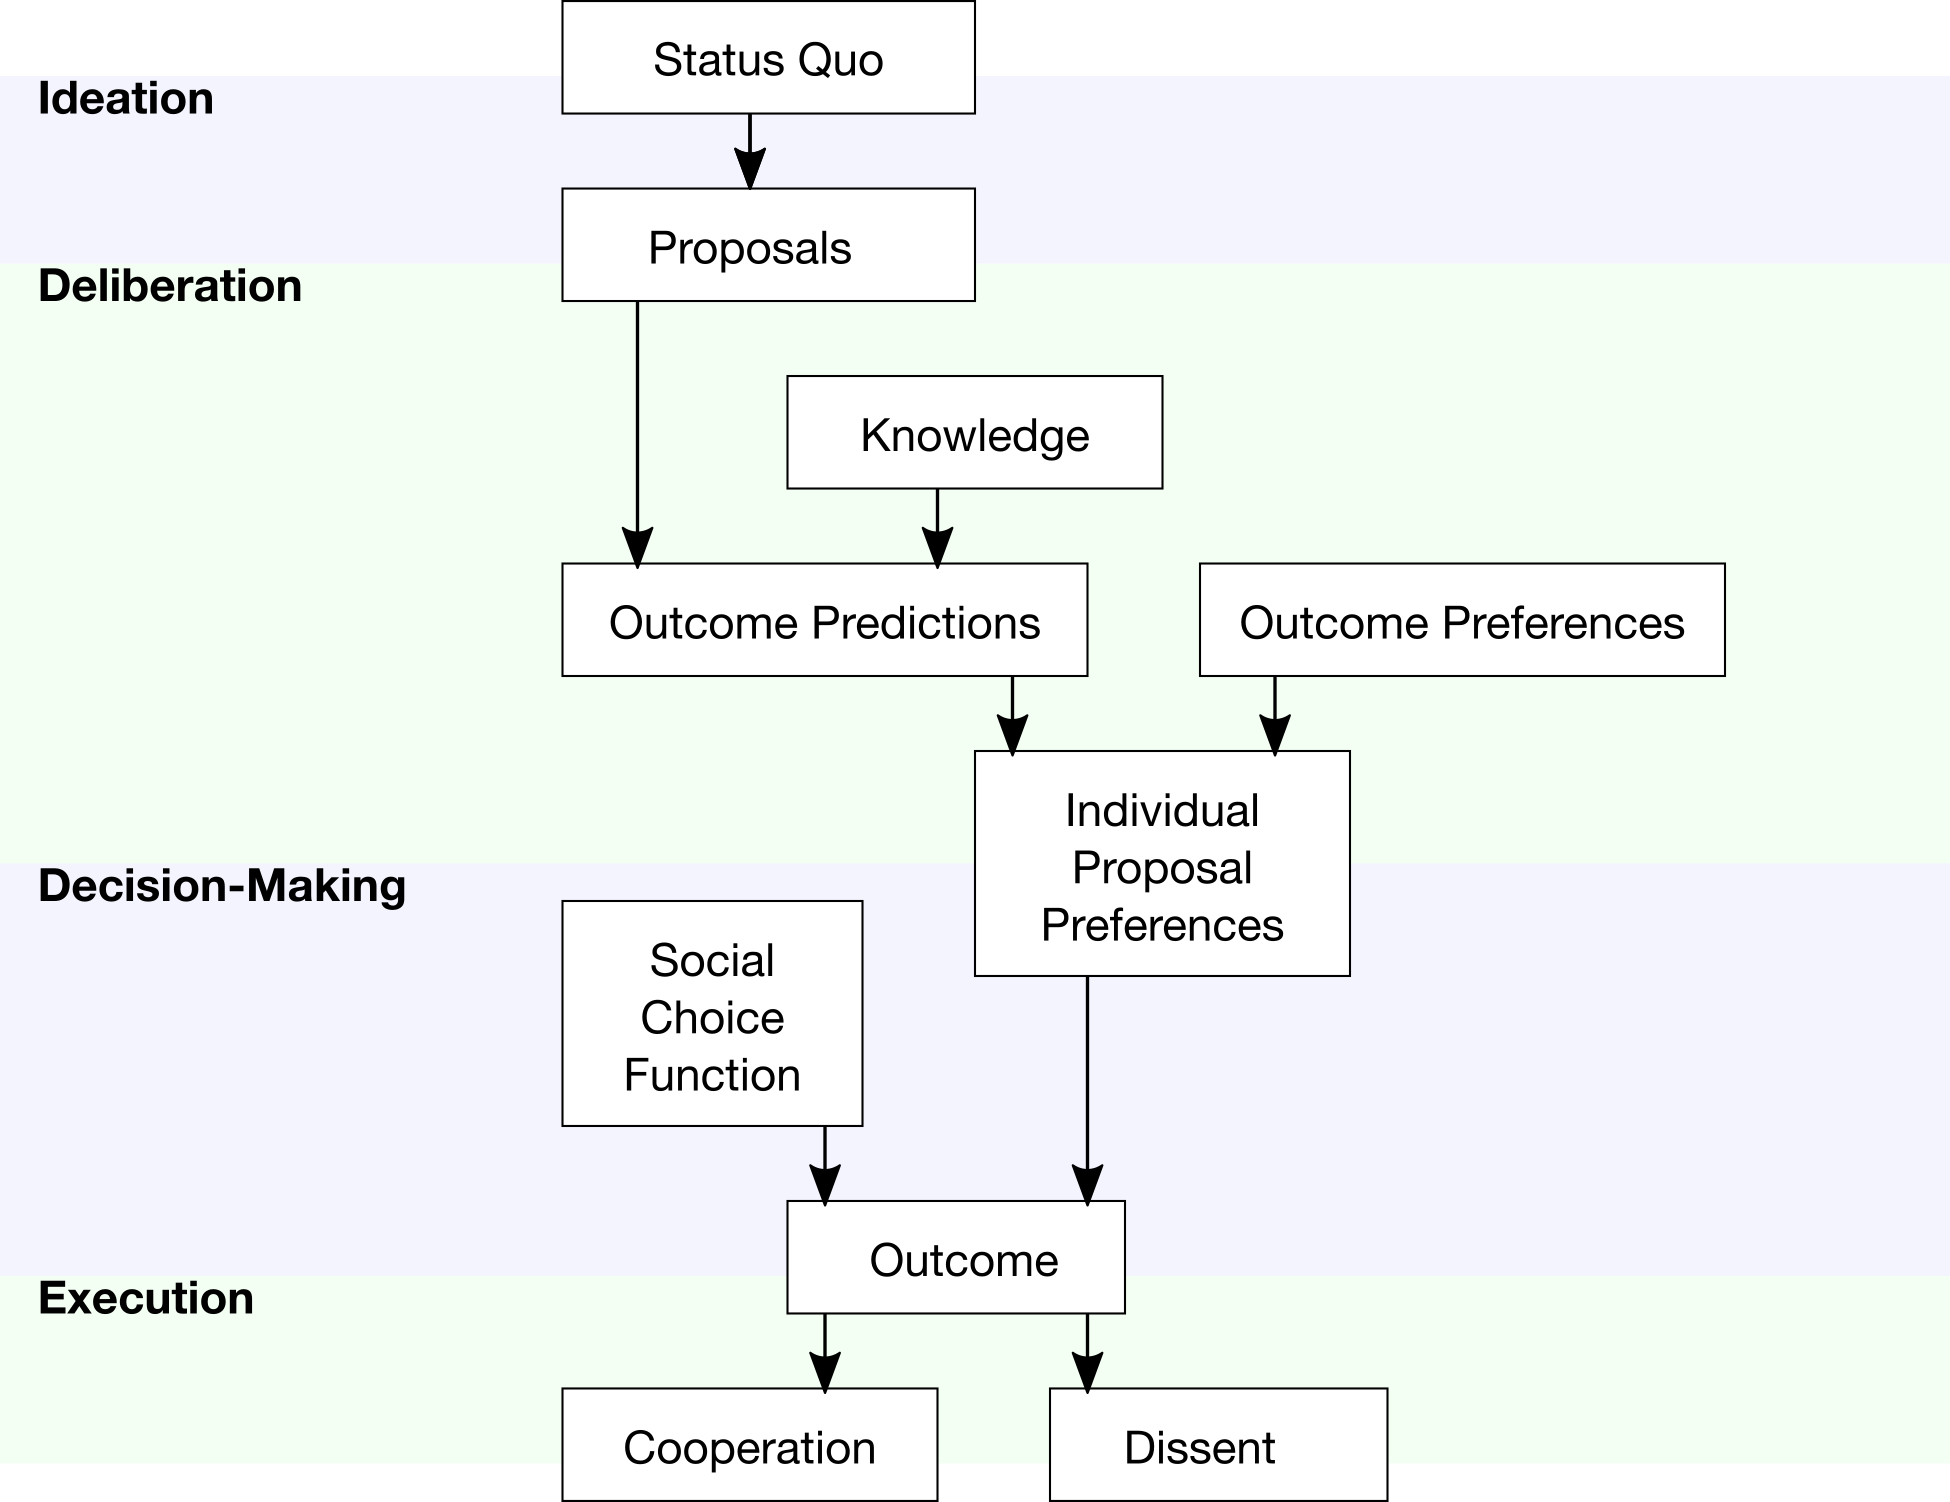 Status Quo
Ideation
Proposals
Deliberation
Knowledge
Outcome Predictions
Outcome Preferences
Individual
Proposal
Preferences
Decision-Making
Social
Choice
Function
Outcome
Execution
Cooperation
Dissent